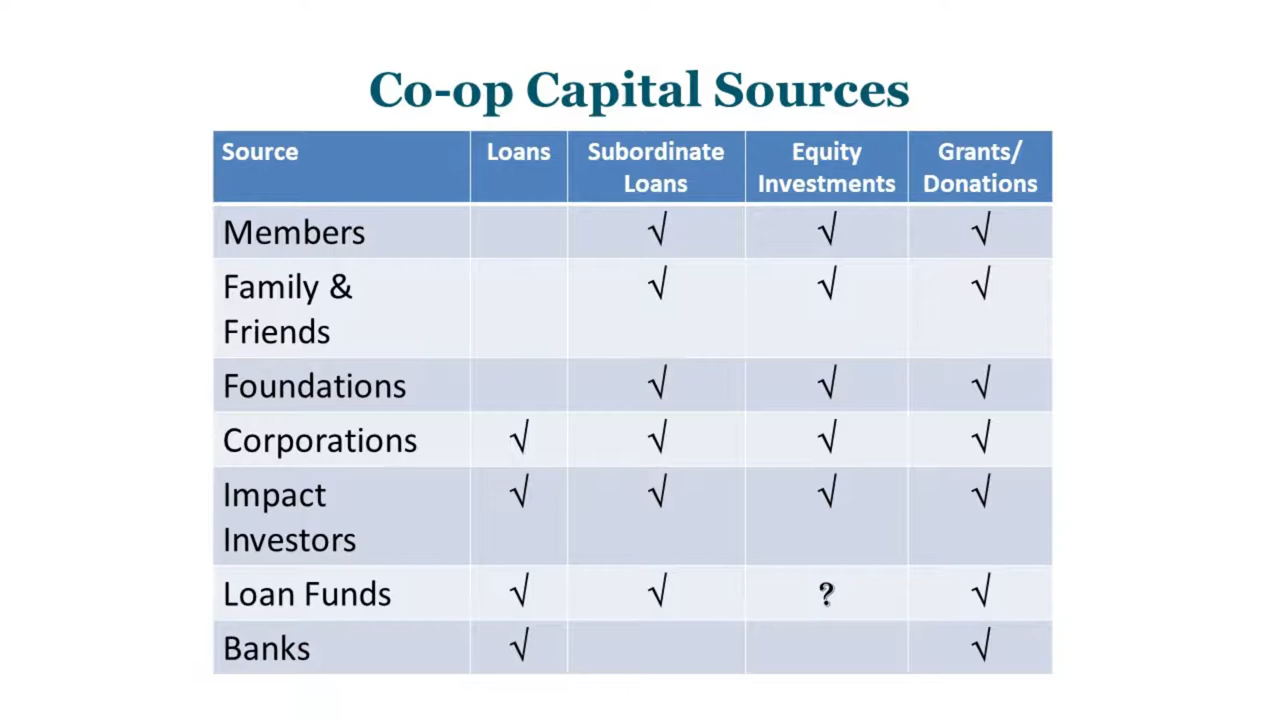 Co-op Capital Sources
Source Loans Subordinate Loans Equity Investments Grants/ Donations
Members √ √ √
Family & Friends √ √ √
Foundations √ √ √
Corporations √ √ √ √
Impact Investors √ √ √ √
Loan Funds √ √ ? √
Banks √ √